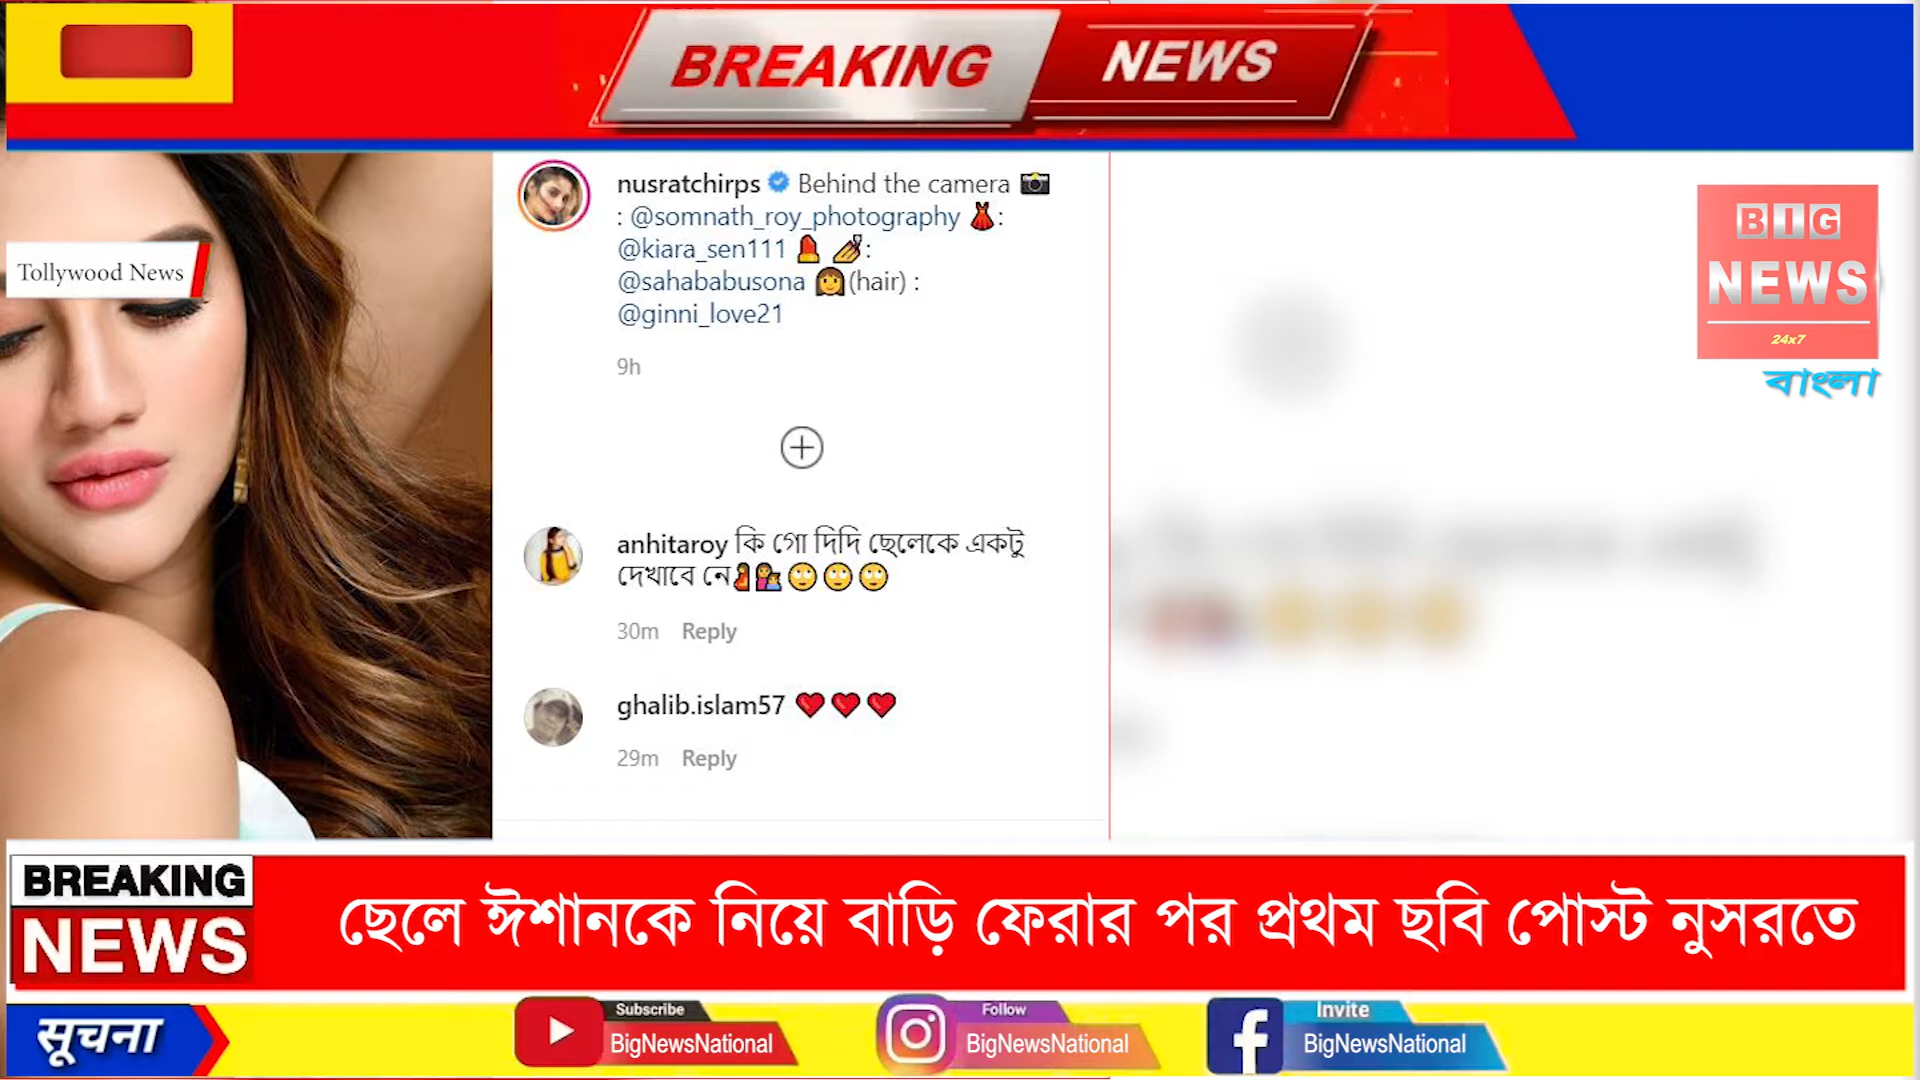 BREAKING NEWS
Tollywood News
nusratchirps Behind the camera 📷
: @somnath_roy_photography 👗:
@kiara_sen111 💄 💅:
@sahababusona 👩(hair) :
@ginni_love21
9h
anhitaroy কি গো দিদি ছেলেকে একটু
দেখাবে নে🤰👩‍👦🙄🙄🙄
30m Reply
ghalib.islam57 ❤️❤️❤️
29m Reply
BIG
NEWS
24x7
বাংলা
BREAKING
NEWS
ছেলে ঈশানকে নিয়ে বাড়ি ফেরার পর প্রথম ছবি পোস্ট নুসরতে
सूचना
Subscribe
BigNewsNational
Follow
BigNewsNational
Invite
BigNewsNational